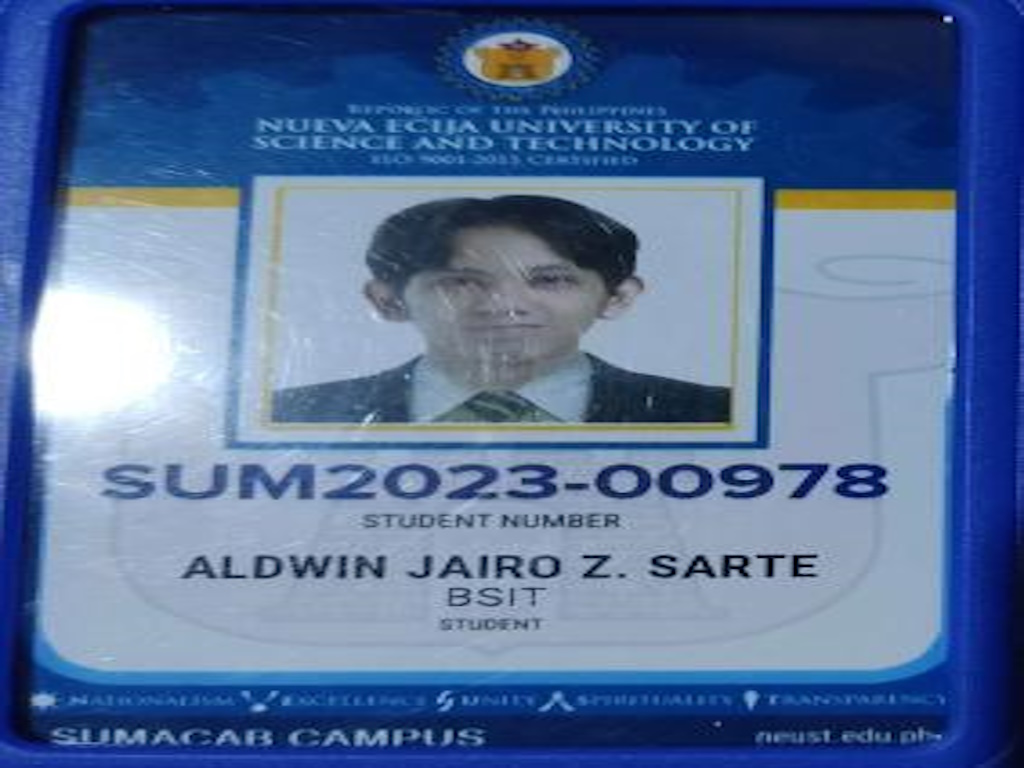 REPUBLIC OF THE PHILIPPINES
NUEVA ECIJA UNIVERSITY OF
SCIENCE AND TECHNOLOGY
ISO 9001:2015 CERTIFIED
SUM2023-00978
STUDENT NUMBER
ALDWIN JAIRO Z. SARTE
BSIT
STUDENT
NATIONALISM EXCELLENCE UNITY SPIRITUALITY TRANSPARENCY
SUMACAB CAMPUS neust.edu.ph